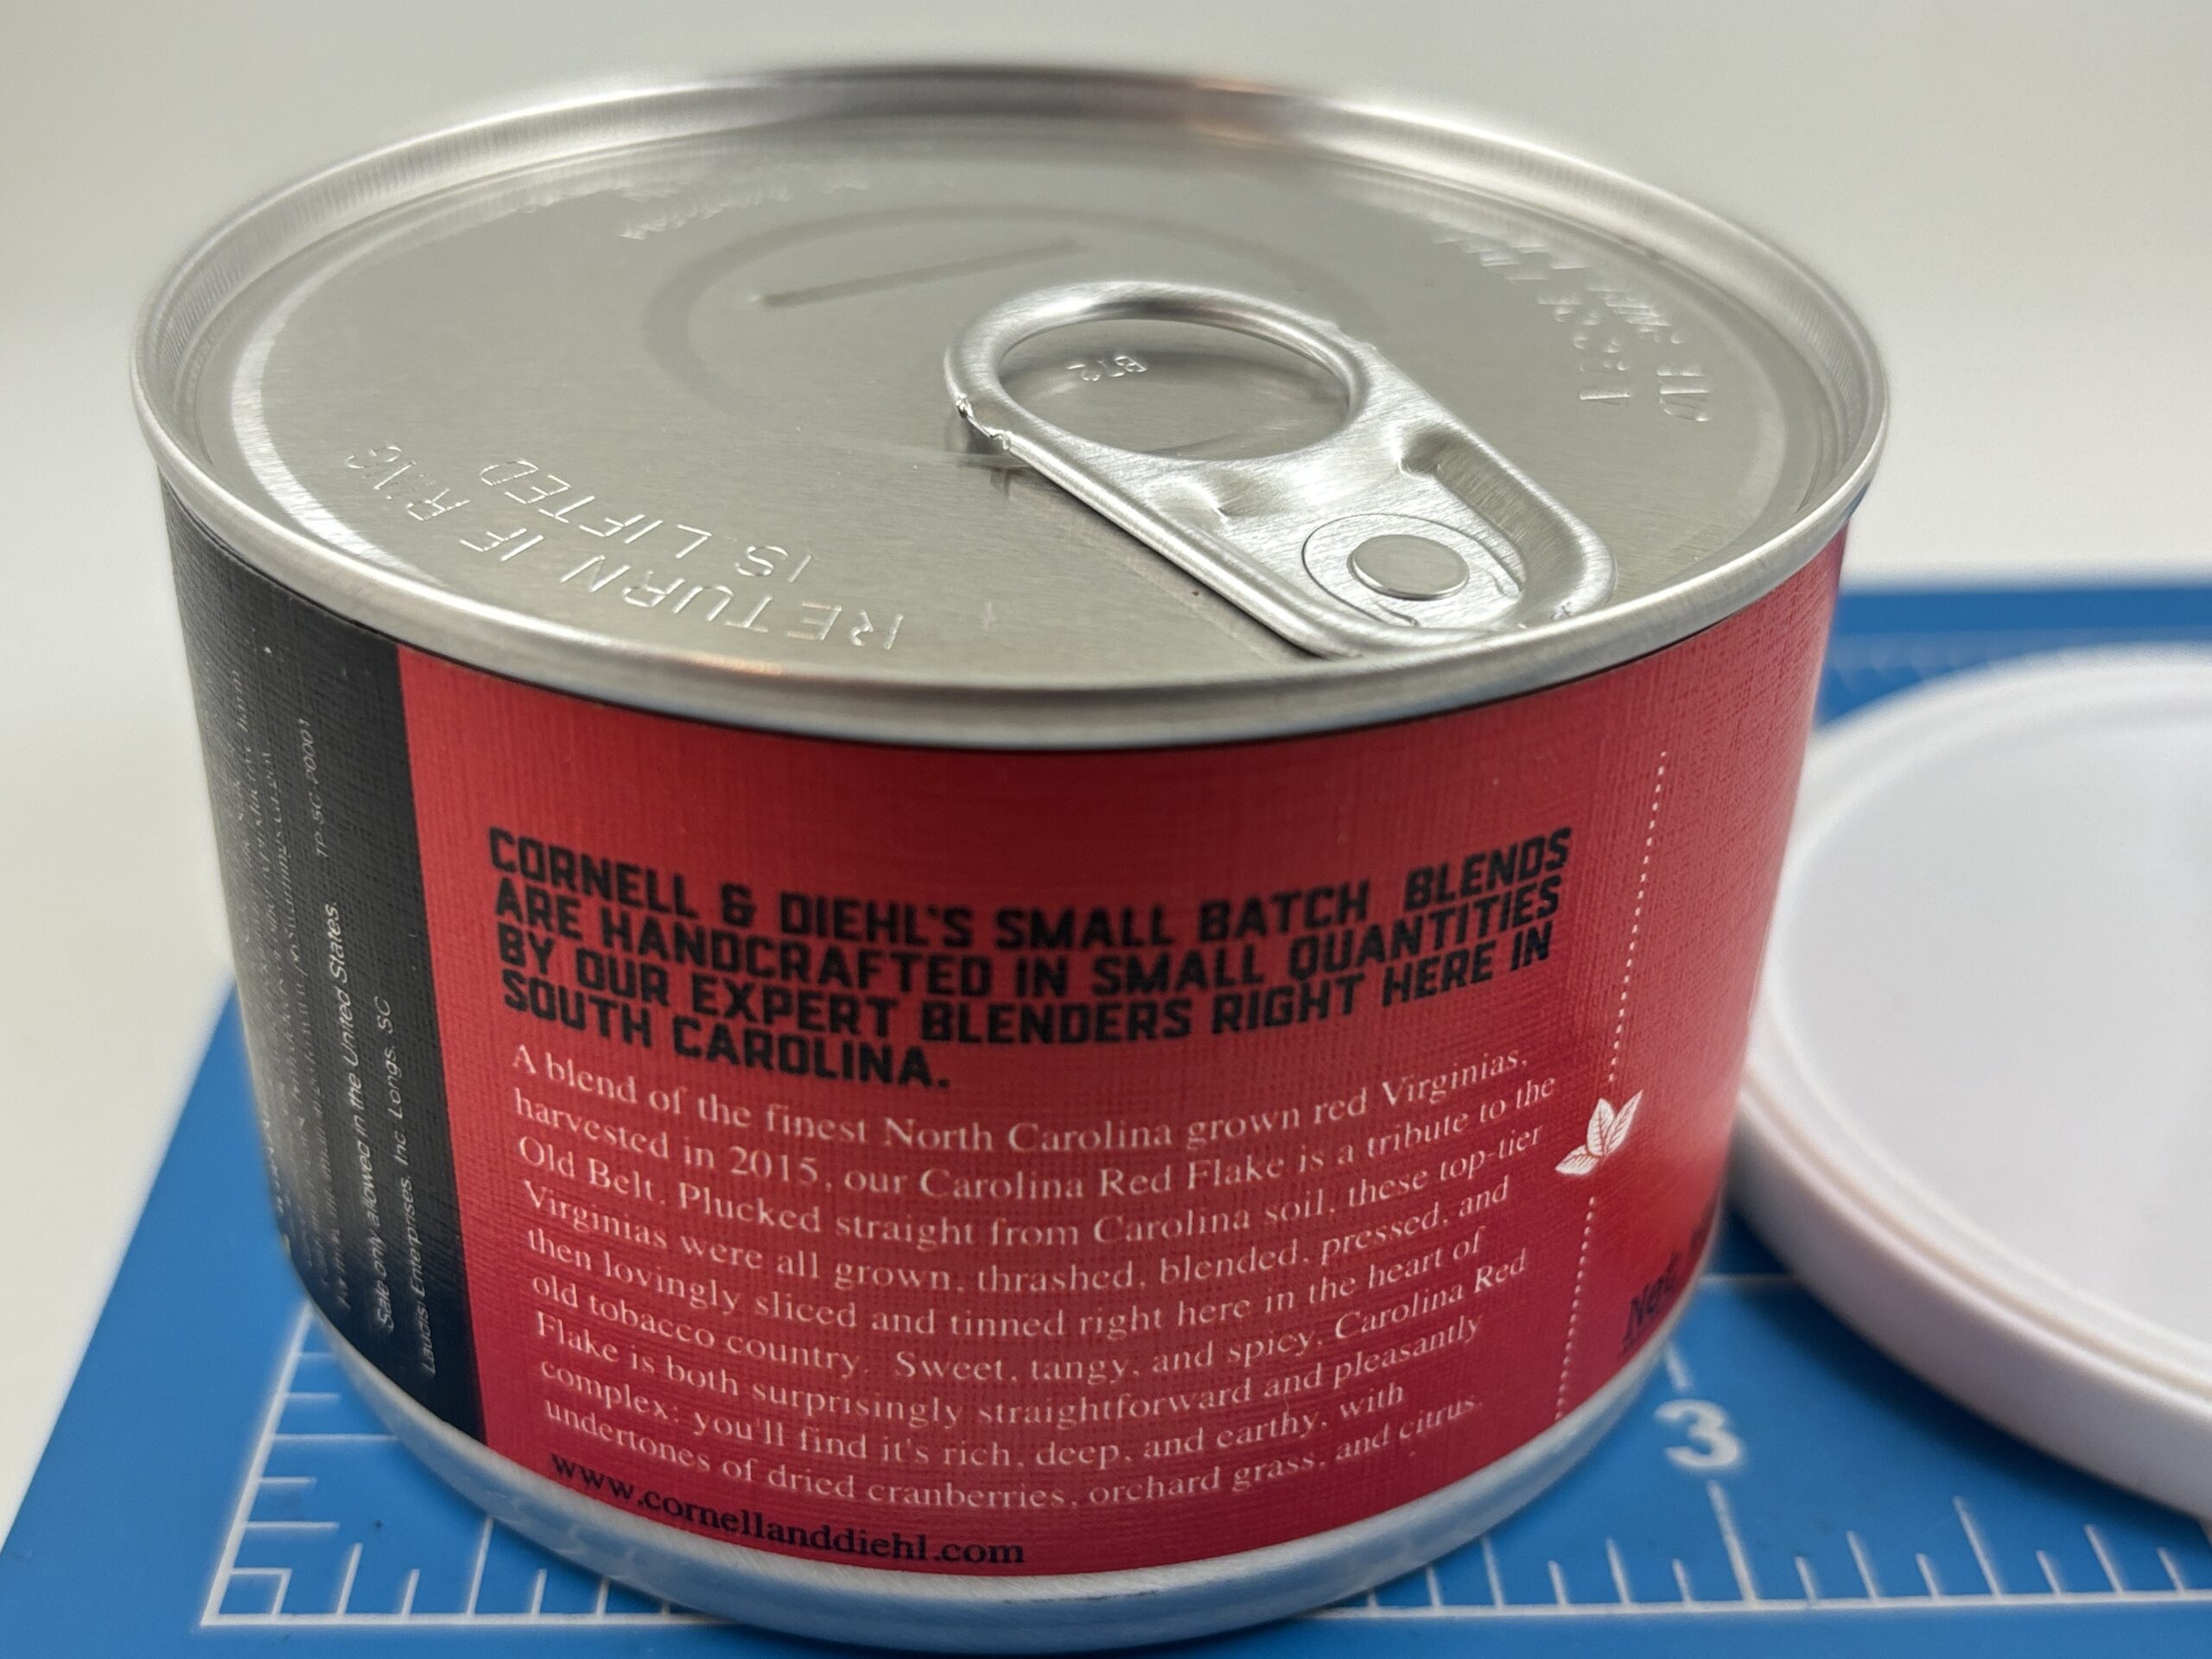 RETURN IF RING
IS LIFTED
872
CORNELL & DIEHL'S SMALL BATCH BLENDS
ARE HANDCRAFTED IN SMALL QUANTITIES
BY OUR EXPERT BLENDERS RIGHT HERE IN
SOUTH CAROLINA.
A blend of the finest North Carolina grown red Virginias,
harvested in 2015, our Carolina Red Flake is a tribute to the
Old Belt. Plucked straight from Carolina soil, these top-tier
Virginias were all grown, thrashed, blended, pressed, and
then lovingly sliced and tinned right here in the heart of
old tobacco country. Sweet, tangy, and spicy, Carolina Red
Flake is both surprisingly straightforward and pleasantly
complex; you'll find it's rich, deep, and earthy, with
undertones of dried cranberries, orchard grass, and citrus.
www.cornellanddiehl.com
Sale only allowed in the United States. TP-SC-20001
Laudisi Enterprises, Inc. Longs, SC
Net
3